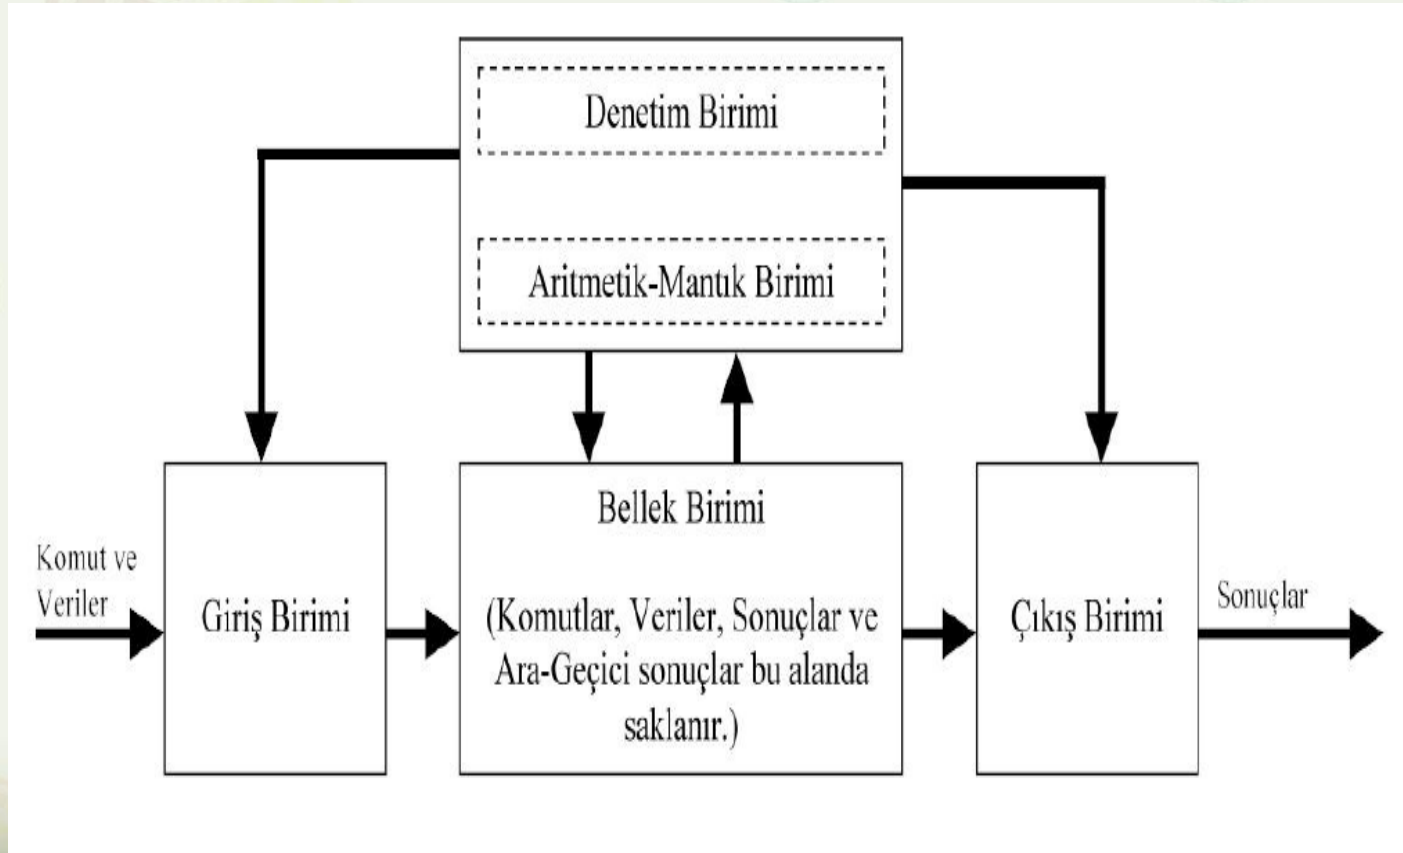 Denetim Birimi
Aritmetik-Mantık Birimi
Komut ve
Veriler
Giriş Birimi
Bellek Birimi
(Komutlar, Veriler, Sonuçlar ve
Ara-Geçici sonuçlar bu alanda
saklanır.)
Çıkış Birimi
Sonuçlar